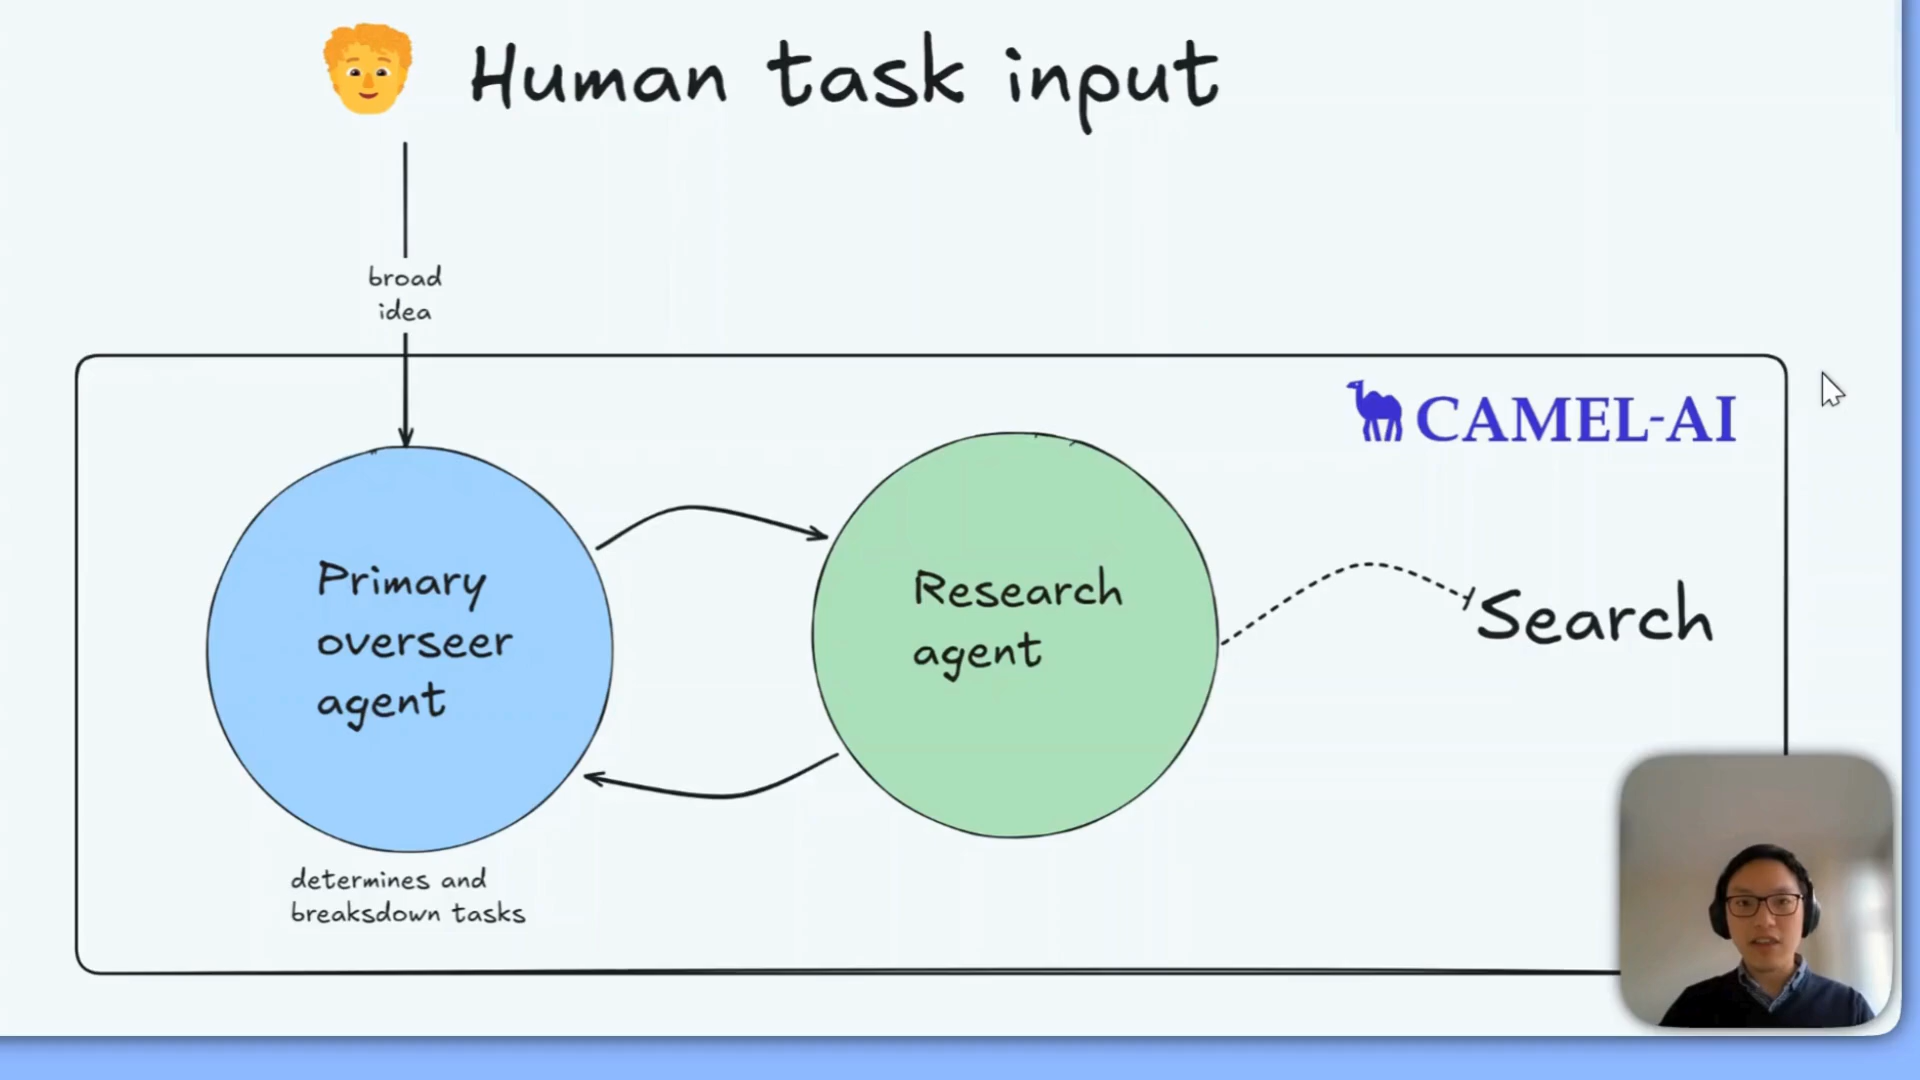 Human task input
broad
idea
CAMEL-AI
Primary
overseer
agent
Research
agent
Search
determines and
breaksdown tasks